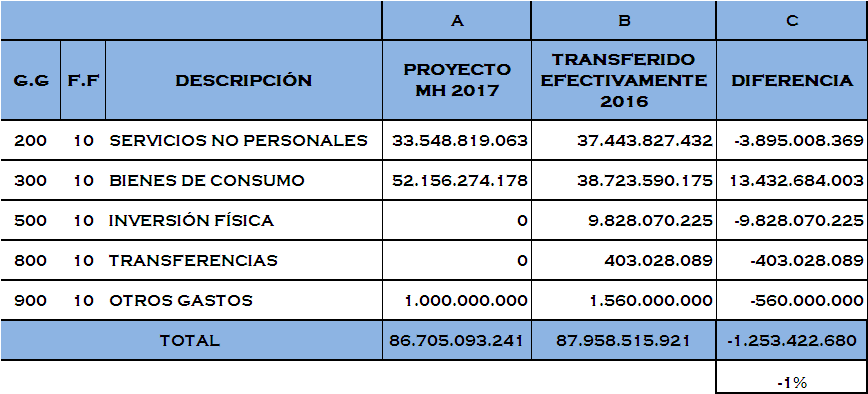 A B C
G.G F.F DESCRIPCIÓN PROYECTO MH 2017 TRANSFERIDO EFECTIVAMENTE 2016 DIFERENCIA
200 10 SERVICIOS NO PERSONALES 33.548.819.063 37.443.827.432 -3.895.008.369
300 10 BIENES DE CONSUMO 52.156.274.178 38.723.590.175 13.432.684.003
500 10 INVERSIÓN FÍSICA 0 9.828.070.225 -9.828.070.225
800 10 TRANSFERENCIAS 0 403.028.089 -403.028.089
900 10 OTROS GASTOS 1.000.000.000 1.560.000.000 -560.000.000
TOTAL 86.705.093.241 87.958.515.921 -1.253.422.680
-1%